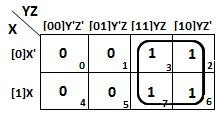 YZ
X
[00]Y'Z' [01]Y'Z [11]YZ [10]YZ'
[0]X' 0 0 0 1 1 3 1 2
[1]X 0 4 0 5 1 7 1 6